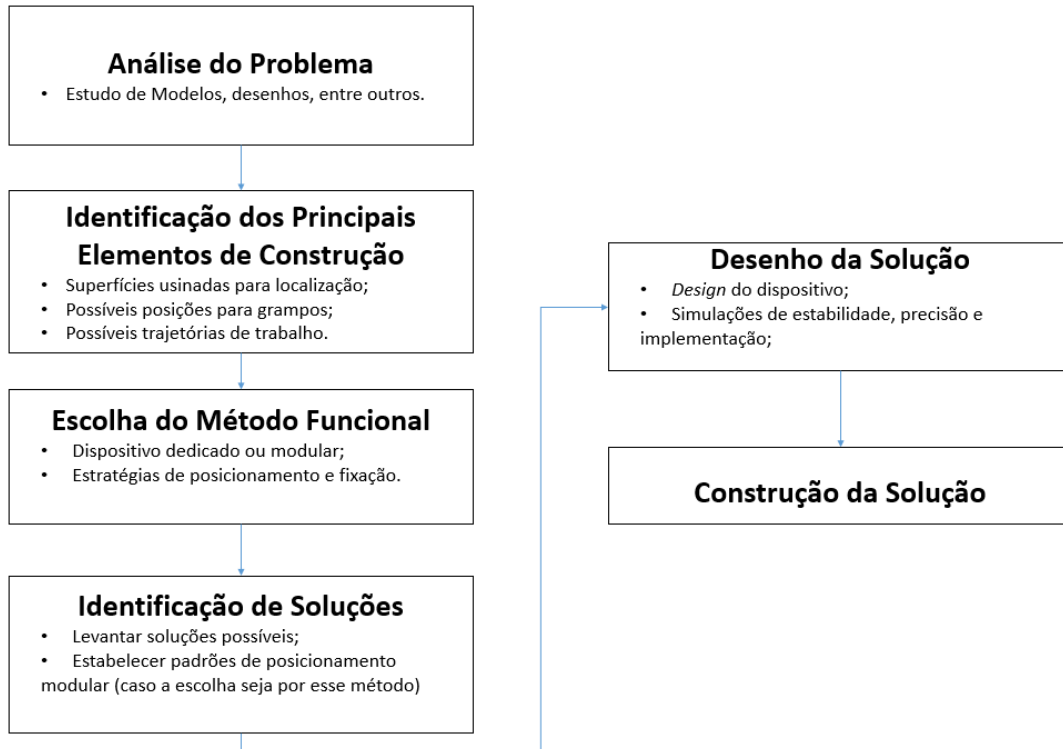 Análise do Problema
• Estudo de Modelos, desenhos, entre outros.
Identificação dos Principais
Elementos de Construção
• Superfícies usinadas para localização;
• Possíveis posições para grampos;
• Possíveis trajetórias de trabalho.
Escolha do Método Funcional
• Dispositivo dedicado ou modular;
• Estratégias de posicionamento e fixação.
Identificação de Soluções
• Levantar soluções possíveis;
• Estabelecer padrões de posicionamento
modular (caso a escolha seja por esse método)
Desenho da Solução
• Design do dispositivo;
• Simulações de estabilidade, precisão e
implementação;
Construção da Solução